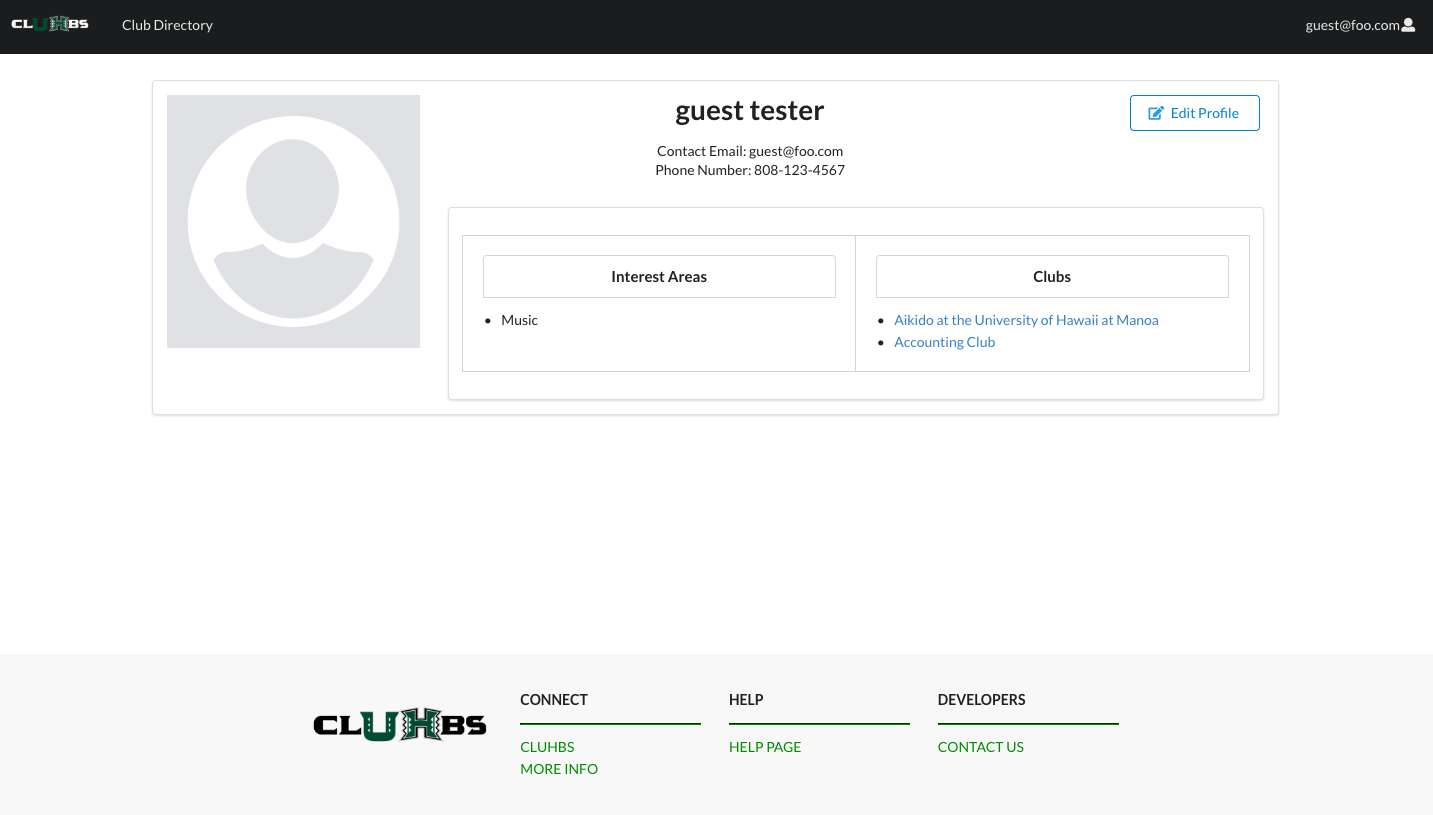 CLUHBS Club Directory guest@foo.com
guest tester
Edit Profile
Contact Email: guest@foo.com
Phone Number: 808-123-4567
Interest Areas
Music
Clubs
Aikido at the University of Hawaii at Manoa
Accounting Club
CLUHBS
CONNECT
CLUHBS
MORE INFO
HELP
HELP PAGE
DEVELOPERS
CONTACT US